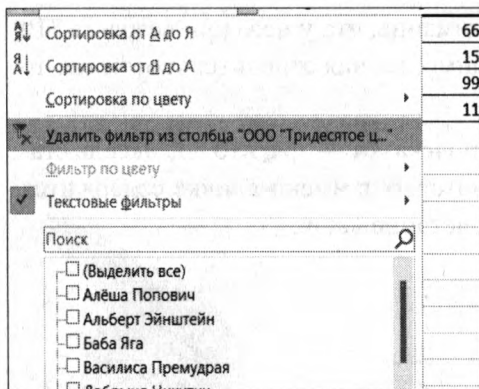 Сортировка от А до Я
Сортировка от Я до А
Сортировка по цвету
Удалить фильтр из столбца "ООО "Тридесятое ц..."
Фильтр по цвету
Текстовые фильтры
Поиск
(Выделить все)
Алёша Попович
Альберт Эйнштейн
Баба Яга
Василиса Премудрая
66
15
99
11